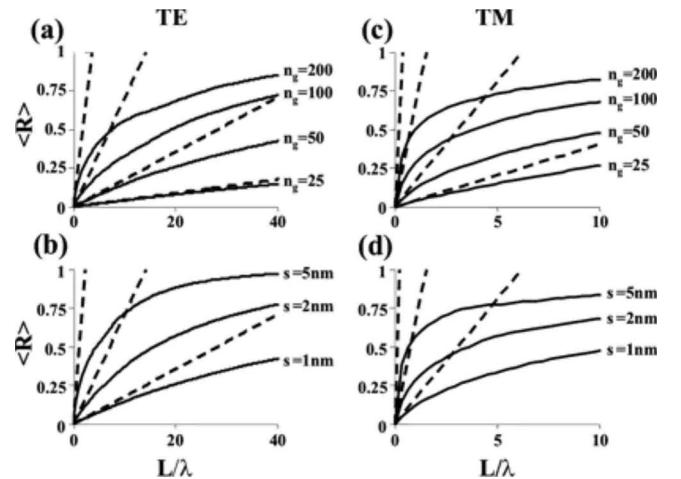 TE
TM
(a)
1
0.75
0.5
0.25
0
<R>
n_g=200
n_g=100
n_g=50
n_g=25
0
20
40
(c)
1
0.75
0.5
0.25
0
n_g=200
n_g=100
n_g=50
n_g=25
0
5
10
(b)
1
0.75
0.5
0.25
0
<R>
s=5nm
s=2nm
s=1nm
0
20
40
L/λ
(d)
1
0.75
0.5
0.25
0
s=5nm
s=2nm
s=1nm
0
5
10
L/λ